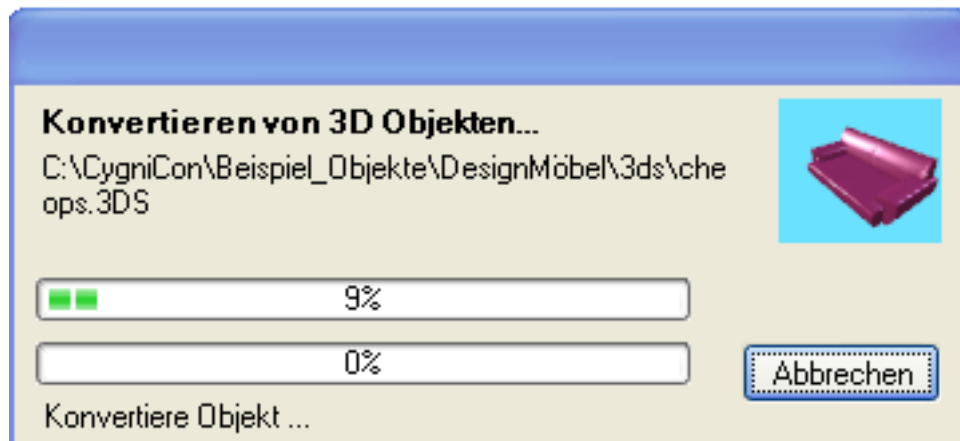 Konvertieren von 3D Objekten...
C:\CygniCon\Beispiel_Objekte\DesignMöbel\3ds\che
ops.3DS
9%
0%
Abbrechen
Konvertiere Objekt ...